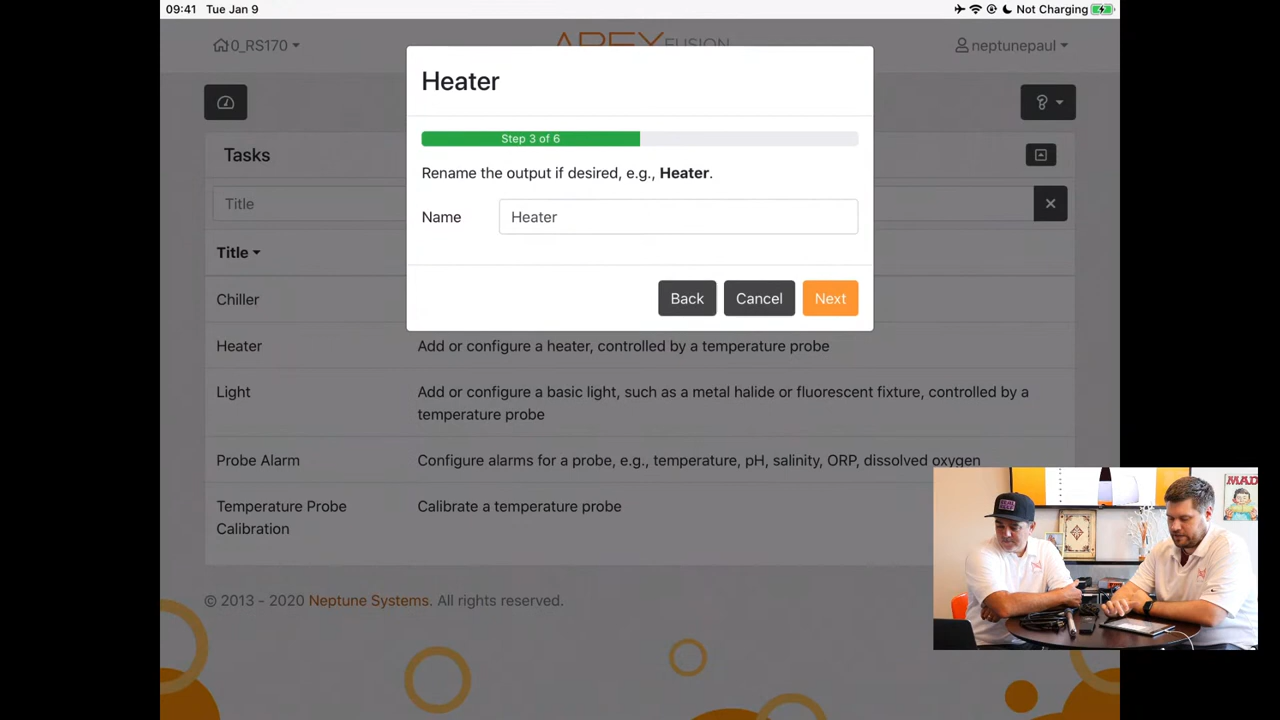 09:41 Tue Jan 9
Not Charging
0_RS170
APEX FUSION
neptunepaul
Heater
Step 3 of 6
Tasks
Rename the output if desired, e.g., Heater.
Title
Name Heater
Title
Back Cancel Next
Chiller
Heater Add or configure a heater, controlled by a temperature probe
Light Add or configure a basic light, such as a metal halide or fluorescent fixture, controlled by a
temperature probe
Probe Alarm Configure alarms for a probe, e.g., temperature, pH, salinity, ORP, dissolved oxygen
Temperature Probe
Calibration
Calibrate a temperature probe
MAD
© 2013 - 2020 Neptune Systems. All rights reserved.